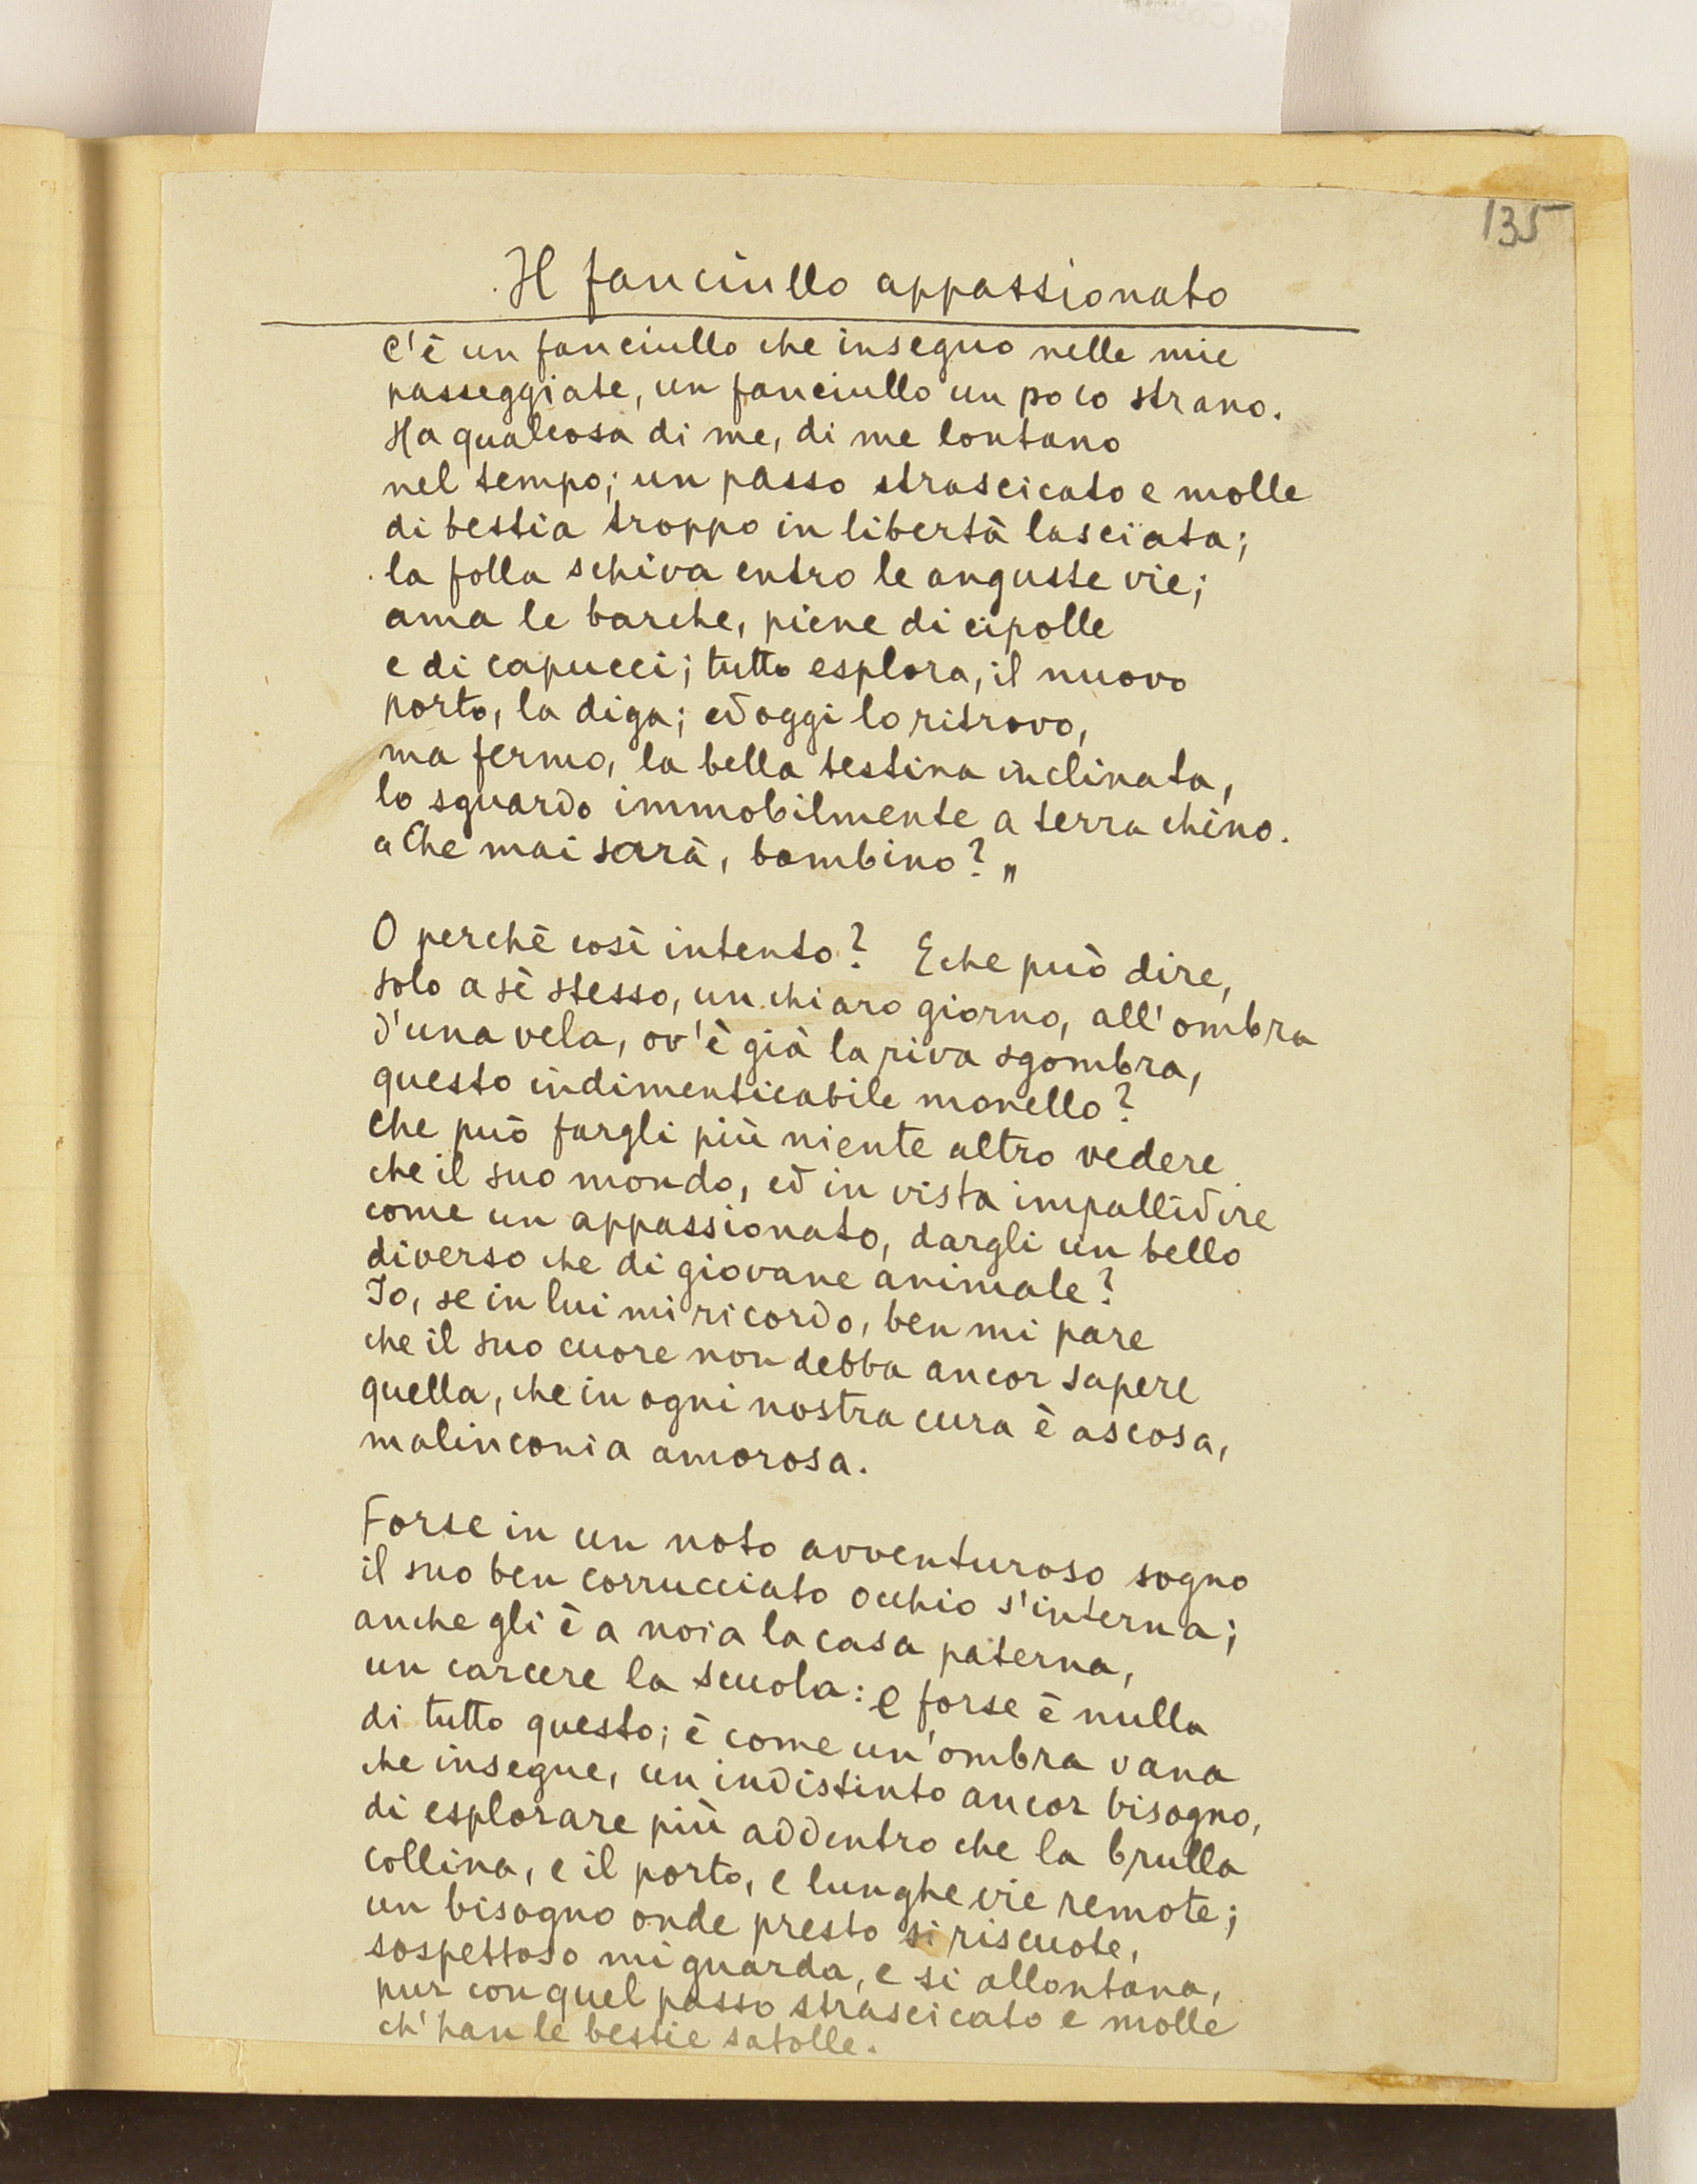 135
Il fanciullo appassionato
C'è un fanciullo che inseguo nelle mie
passeggiate, un fanciullo un poco strano.
Ha qualcosa di me, di me lontano
nel tempo; un passo strascicato e molle
di bestia troppo in libertà lasciata;
la folla schiva entro le anguste vie;
ama le barche, piene di cipolle
e di capucci; tutto esplora, il nuovo
porto, la diga; ed oggi lo ritrovo,
ma fermo, la bella testina inclinata,
lo sguardo immobilmente a terra chino.
« Che mai sarà, bambino? „
O perchè così intento? E che può dire,
solo a sè stesso, un chiaro giorno, all'ombra
d'una vela, ov'è già la riva sgombra,
questo indimenticabile monello?
Che può fargli più niente altro vedere
che il suo mondo, ed in vista impallidire
come un appassionato, dargli un bello
diverso che di giovane animale?
Io, se in lui mi ricordo, ben mi pare
che il suo cuore non debba ancor sapere
quella, che in ogni nostra cura è ascosa,
malinconia amorosa.
Forse in un noto avventuroso sogno
il suo ben corrucciato occhio s'interna;
anche gli è a noia la casa paterna,
un carcere la scuola: e forse è nulla
di tutto questo; è come un'ombra vana
che insegue, un indistinto ancor bisogno,
di esplorare più addentro che la brulla
collina, e il porto, e lunghe vie remote;
un bisogno onde presto si riscuote,
sospettoso mi guarda, e si allontana,
pur con quel passo strascicato e molle
ch'han le bestie satolle.